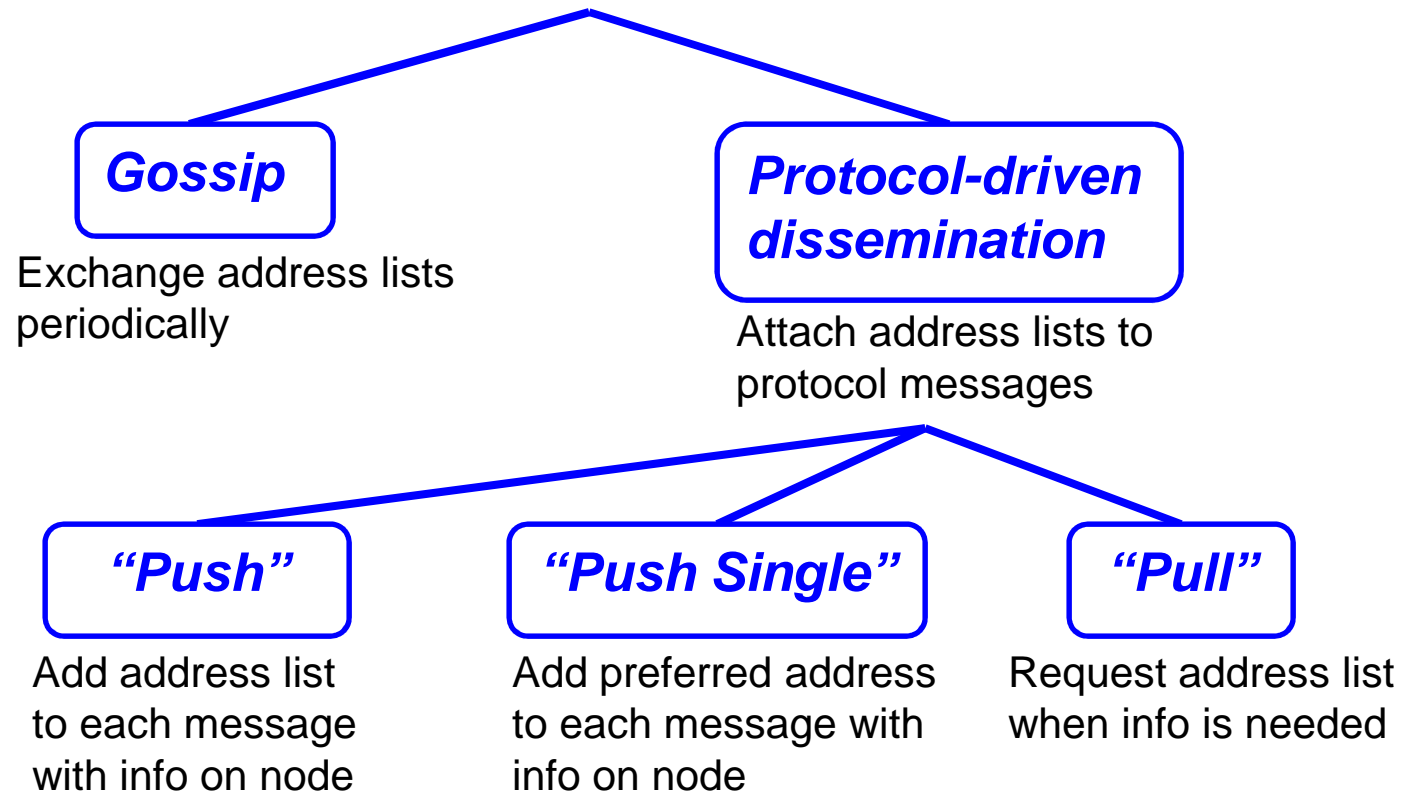 Gossip
Protocol-driven
dissemination
Exchange address lists
periodically
Attach address lists to
protocol messages
“Push”
“Push Single”
“Pull”
Add address list
to each message
with info on node
Add preferred address
to each message with
info on node
Request address list
when info is needed